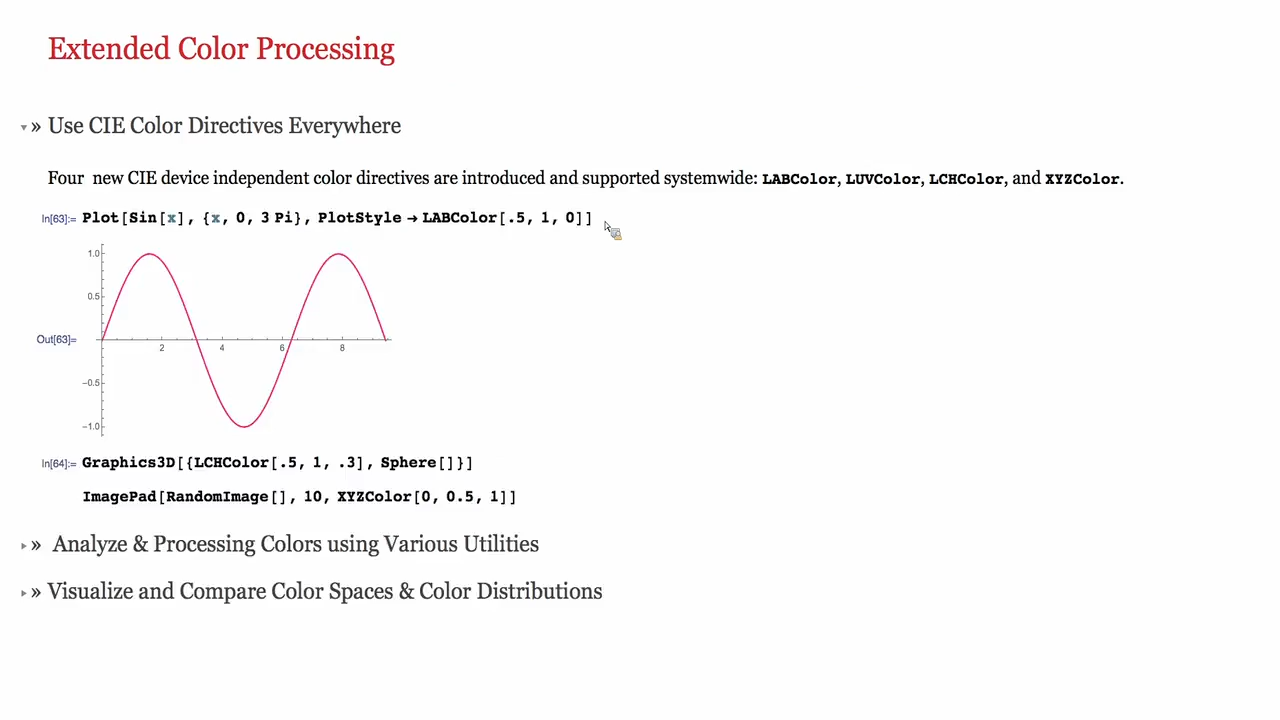 Extended Color Processing
» Use CIE Color Directives Everywhere
Four new CIE device independent color directives are introduced and supported systemwide: LABColor, LUVColor, LCHColor, and XYZColor.
In[63]:= Plot[Sin[x], {x, 0, 3 Pi}, PlotStyle → LABColor[.5, 1, 0]]
1.0
0.5
Out[63]=
2 4 6 8
−0.5
−1.0
In[64]:= Graphics3D[{LCHColor[.5, 1, .3], Sphere[]}]
ImagePad[RandomImage[], 10, XYZColor[0, 0.5, 1]]
» Analyze & Processing Colors using Various Utilities
» Visualize and Compare Color Spaces & Color Distributions